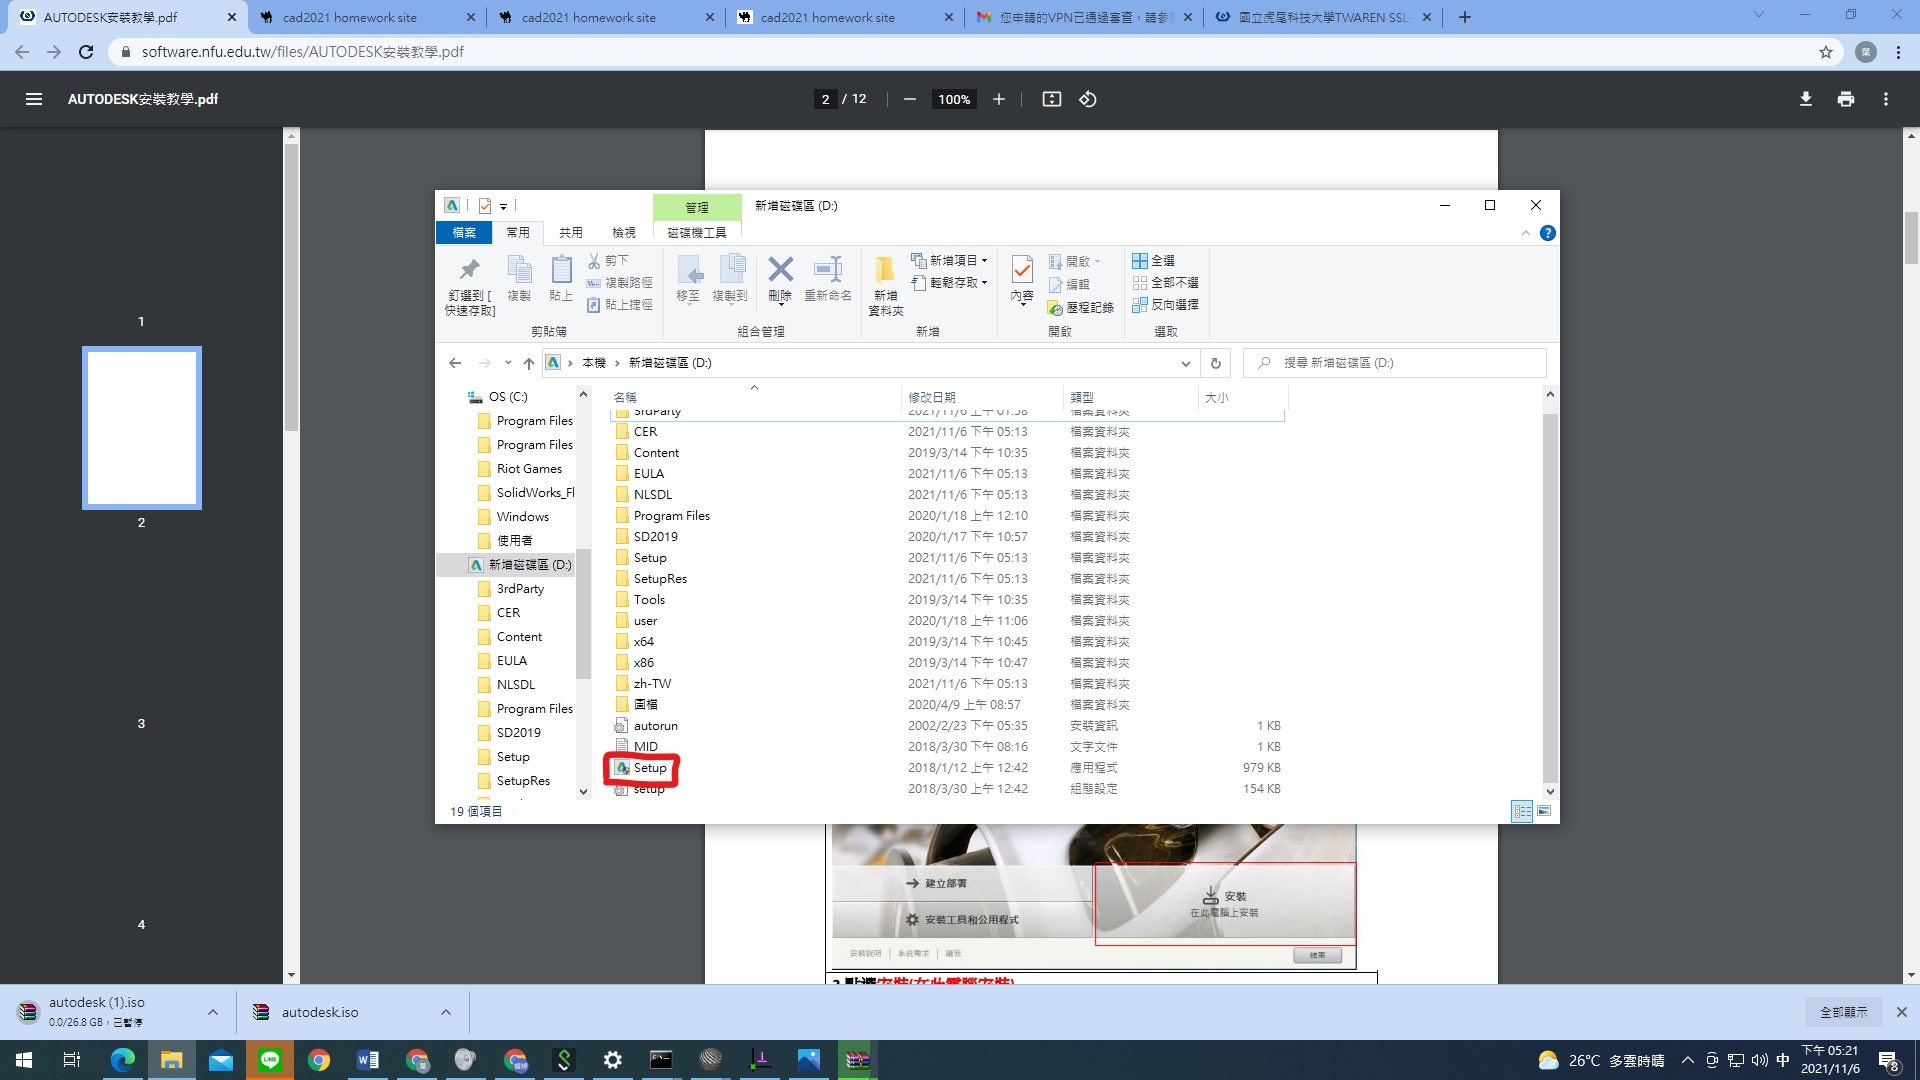 AUTODESK安裝教學.pdf
cad2021 homework site
cad2021 homework site
cad2021 homework site
您申請的VPN已通過審查，請參
國立虎尾科技大學TWAREN SSL
software.nfu.edu.tw/files/AUTODESK安裝教學.pdf
葉
AUTODESK安裝教學.pdf
2 / 12
100%
1
2
3
4
管理
新增磁碟區 (D:)
檔案 常用 共用 檢視 磁碟機工具
釘選到 [快速存取]
複製
貼上
剪下
複製路徑
貼上捷徑
剪貼簿
移至
複製到
刪除
重新命名
組合管理
新增資料夾
新增項目
輕鬆存取
新增
內容
開啟
編輯
歷程記錄
開啟
全選
全部不選
反向選擇
選取
本機 › 新增磁碟區 (D:)
搜尋 新增磁碟區 (D:)
OS (C:)
Program Files
Program Files
Riot Games
SolidWorks_Fl
Windows
使用者
新增磁碟區 (D:)
3rdParty
CER
Content
EULA
NLSDL
Program Files
SD2019
Setup
SetupRes
名稱 修改日期 類型 大小
3rdParty 2021/11/6 上午 01:58 檔案資料夾
CER 2021/11/6 下午 05:13 檔案資料夾
Content 2019/3/14 下午 10:35 檔案資料夾
EULA 2021/11/6 下午 05:13 檔案資料夾
NLSDL 2021/11/6 下午 05:13 檔案資料夾
Program Files 2020/1/18 上午 12:10 檔案資料夾
SD2019 2020/1/17 下午 10:57 檔案資料夾
Setup 2021/11/6 下午 05:13 檔案資料夾
SetupRes 2021/11/6 下午 05:13 檔案資料夾
Tools 2019/3/14 下午 10:35 檔案資料夾
user 2020/1/18 上午 11:06 檔案資料夾
x64 2019/3/14 下午 10:45 檔案資料夾
x86 2019/3/14 下午 10:47 檔案資料夾
zh-TW 2021/11/6 下午 05:13 檔案資料夾
圖檔 2020/4/9 上午 08:57 檔案資料夾
autorun 2002/2/23 下午 05:35 安裝資訊 1 KB
MID 2018/3/30 下午 08:16 文字文件 1 KB
Setup 2018/1/12 上午 12:42 應用程式 979 KB
setup 2018/3/30 上午 12:42 組態設定 154 KB
19 個項目
建立部署
安裝工具和公用程式
安裝
在此電腦上安裝
安裝說明 | 系統需求 | 讀我
結束
2.點選安裝(在此電腦安裝)
autodesk (1).iso
0.0/26.8 GB，已暫停
autodesk.iso
全部顯示
26°C 多雲時晴
中
下午 05:21
2021/11/6
8